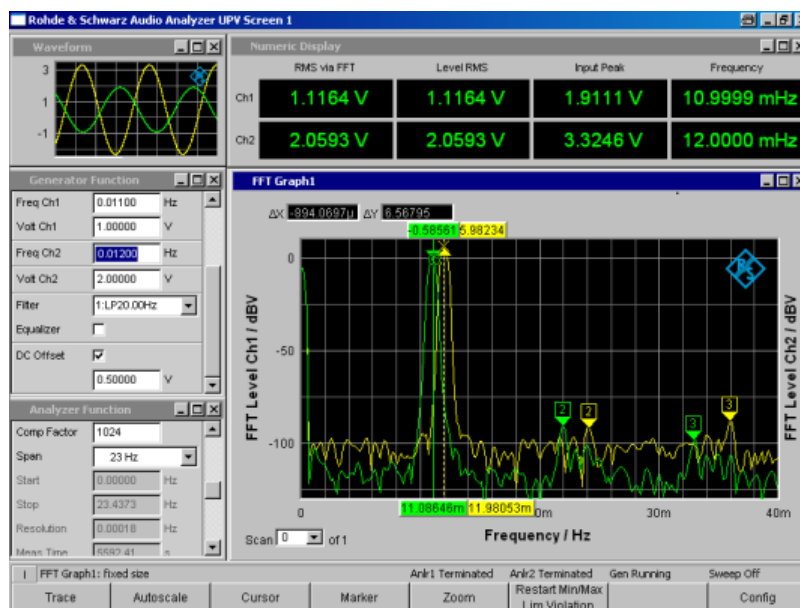 Rohde & Schwarz Audio Analyzer UPV Screen 1
Waveform
3
1
-1
Numeric Display
RMS via FFT Level RMS Input Peak Frequency
Ch1 1.1164 V 1.1164 V 1.9111 V 10.9999 mHz
Ch2 2.0593 V 2.0593 V 3.3246 V 12.0000 mHz
Generator Function
Freq Ch1 0.01100 Hz
Volt Ch1 1.00000 V
Freq Ch2 0.01200 Hz
Volt Ch2 2.00000 V
Filter 1:LP20.00Hz
Equalizer
DC Offset
0.50000 V
Analyzer Function
Comp Factor 1024
Span 23 Hz
Start 0.00000 Hz
Stop 23.4373 Hz
Resolution 0.00018 Hz
Meas Time 5592.41 s
FFT Graph1
ΔX -894.0697µ ΔY 6.56795
-0.58561 5.98234
FFT Level Ch1 / dBV
0
-50
-100
2 2 3 3
FFT Level Ch2 / dBV
11.08646m 11.98053m
0 0m 30m 40m
Frequency / Hz
Scan 0 of 1
FFT Graph1: fixed size Anlr1 Terminated Anlr2 Terminated Gen Running Sweep Off
Trace Autoscale Cursor Marker Zoom Restart Min/Max Lim Violation Config